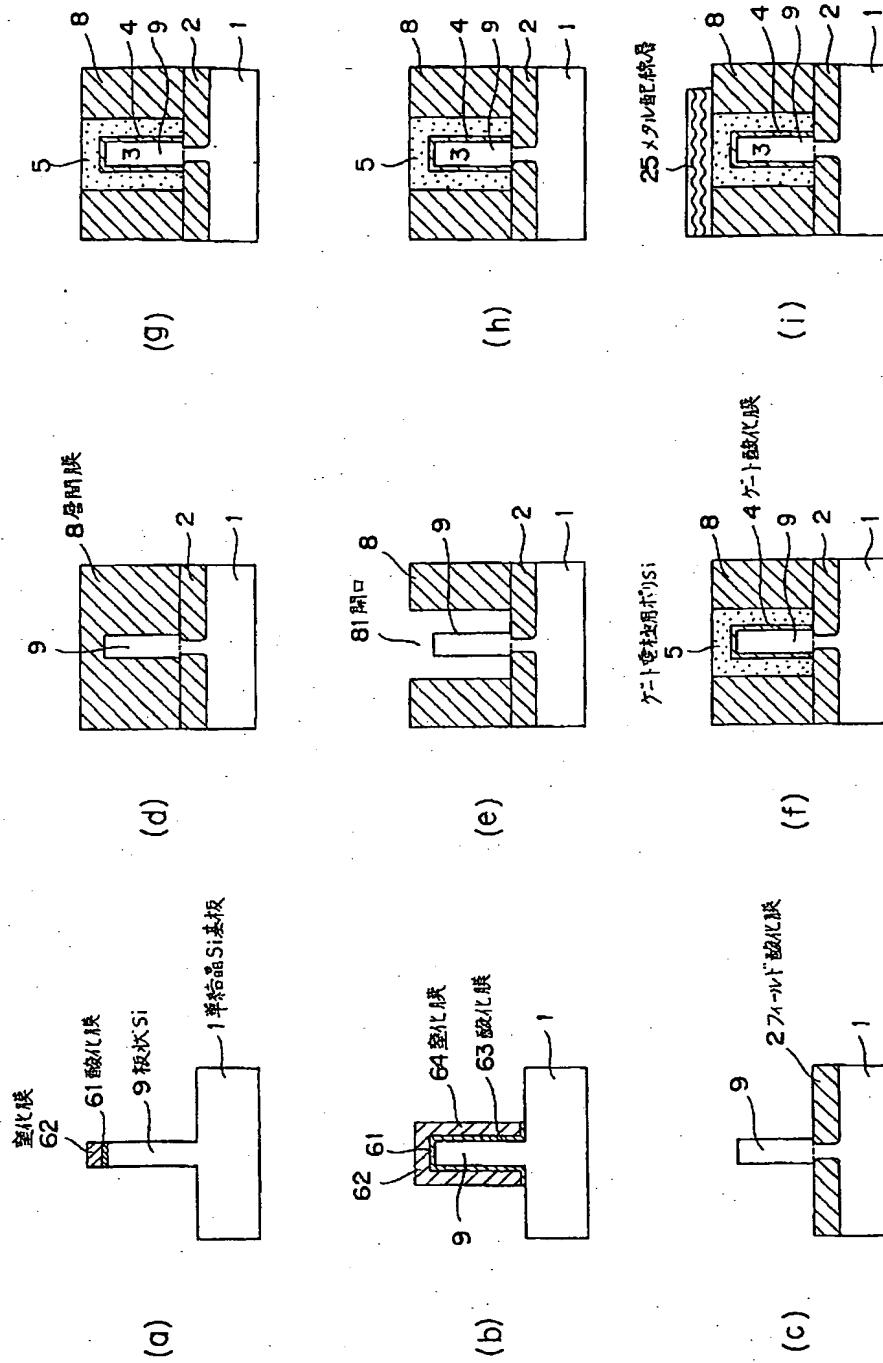 (a)
窒化膜
62
61 酸化膜
9 板状Si
1 単結晶Si基板
(b)
62
61
64 窒化膜
63 酸化膜
9
1
(c)
9
2 フィールド酸化膜
1
(d)
9
8 層間膜
2
1
(e)
81 開口
9
8
2
1
(f)
ゲート電極用ポリSi
5
8
4 ゲート酸化膜
9
2
1
(g)
5
8
3
4
9
2
1
(h)
5
8
3
4
9
2
1
(i)
25 メタル配線層
8
3
4
9
2
1